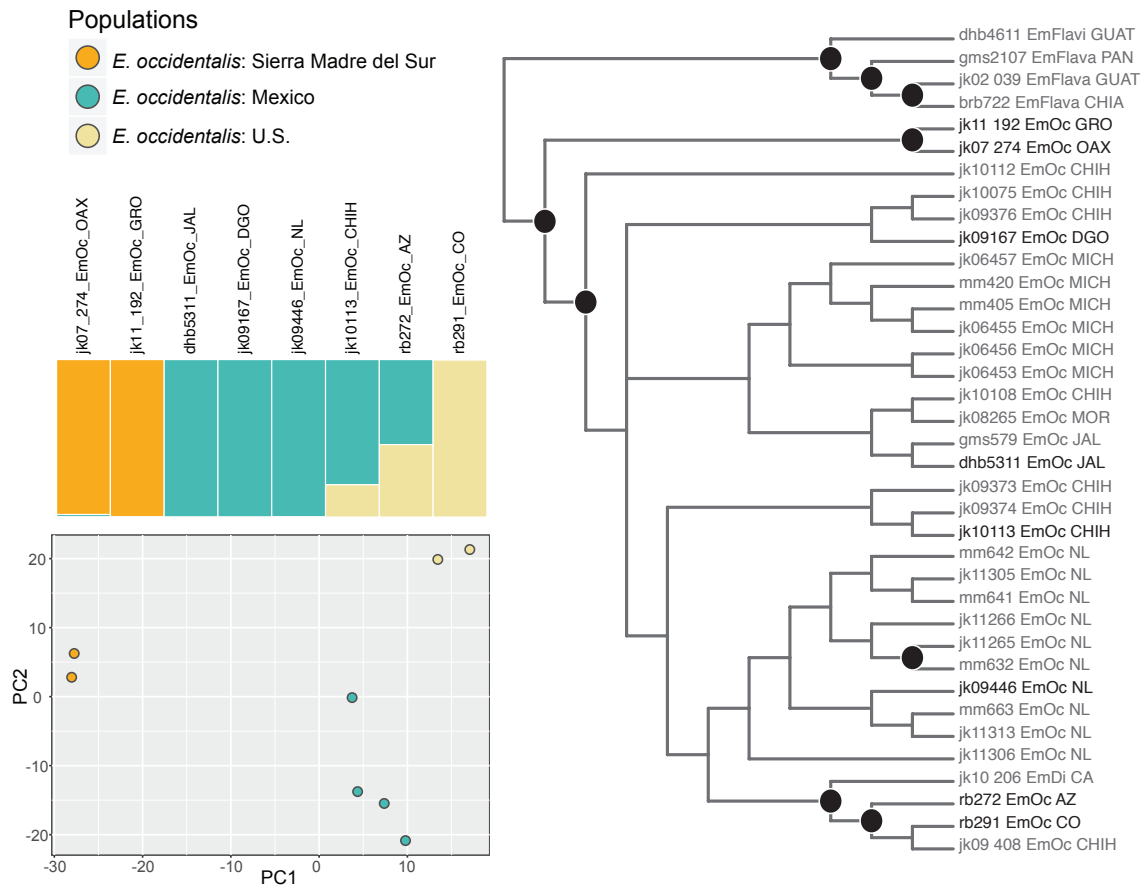 Populations
E. occidentalis: Sierra Madre del Sur
E. occidentalis: Mexico
E. occidentalis: U.S.
jk07_274_EmOc_OAX
jk11_192_EmOc_GRO
dhb5311_EmOc_JAL
jk09167_EmOc_DGO
jk09446_EmOc_NL
jk10113_EmOc_CHIH
rb272_EmOc_AZ
rb291_EmOc_CO
PC2
20
10
0
-10
-20
-30
-20
-10
0
10
PC1
dhb4611 EmFlavi GUAT
gms2107 EmFlava PAN
jk02 039 EmFlava GUAT
brb722 EmFlava CHIA
jk11 192 EmOc GRO
jk07 274 EmOc OAX
jk10112 EmOc CHIH
jk10075 EmOc CHIH
jk09376 EmOc CHIH
jk09167 EmOc DGO
jk06457 EmOc MICH
mm420 EmOc MICH
mm405 EmOc MICH
jk06455 EmOc MICH
jk06456 EmOc MICH
jk06453 EmOc MICH
jk10108 EmOc CHIH
jk08265 EmOc MOR
gms579 EmOc JAL
dhb5311 EmOc JAL
jk09373 EmOc CHIH
jk09374 EmOc CHIH
jk10113 EmOc CHIH
mm642 EmOc NL
jk11305 EmOc NL
mm641 EmOc NL
jk11266 EmOc NL
jk11265 EmOc NL
mm632 EmOc NL
jk09446 EmOc NL
mm663 EmOc NL
jk11313 EmOc NL
jk11306 EmOc NL
jk10 206 EmDi CA
rb272 EmOc AZ
rb291 EmOc CO
jk09 408 EmOc CHIH